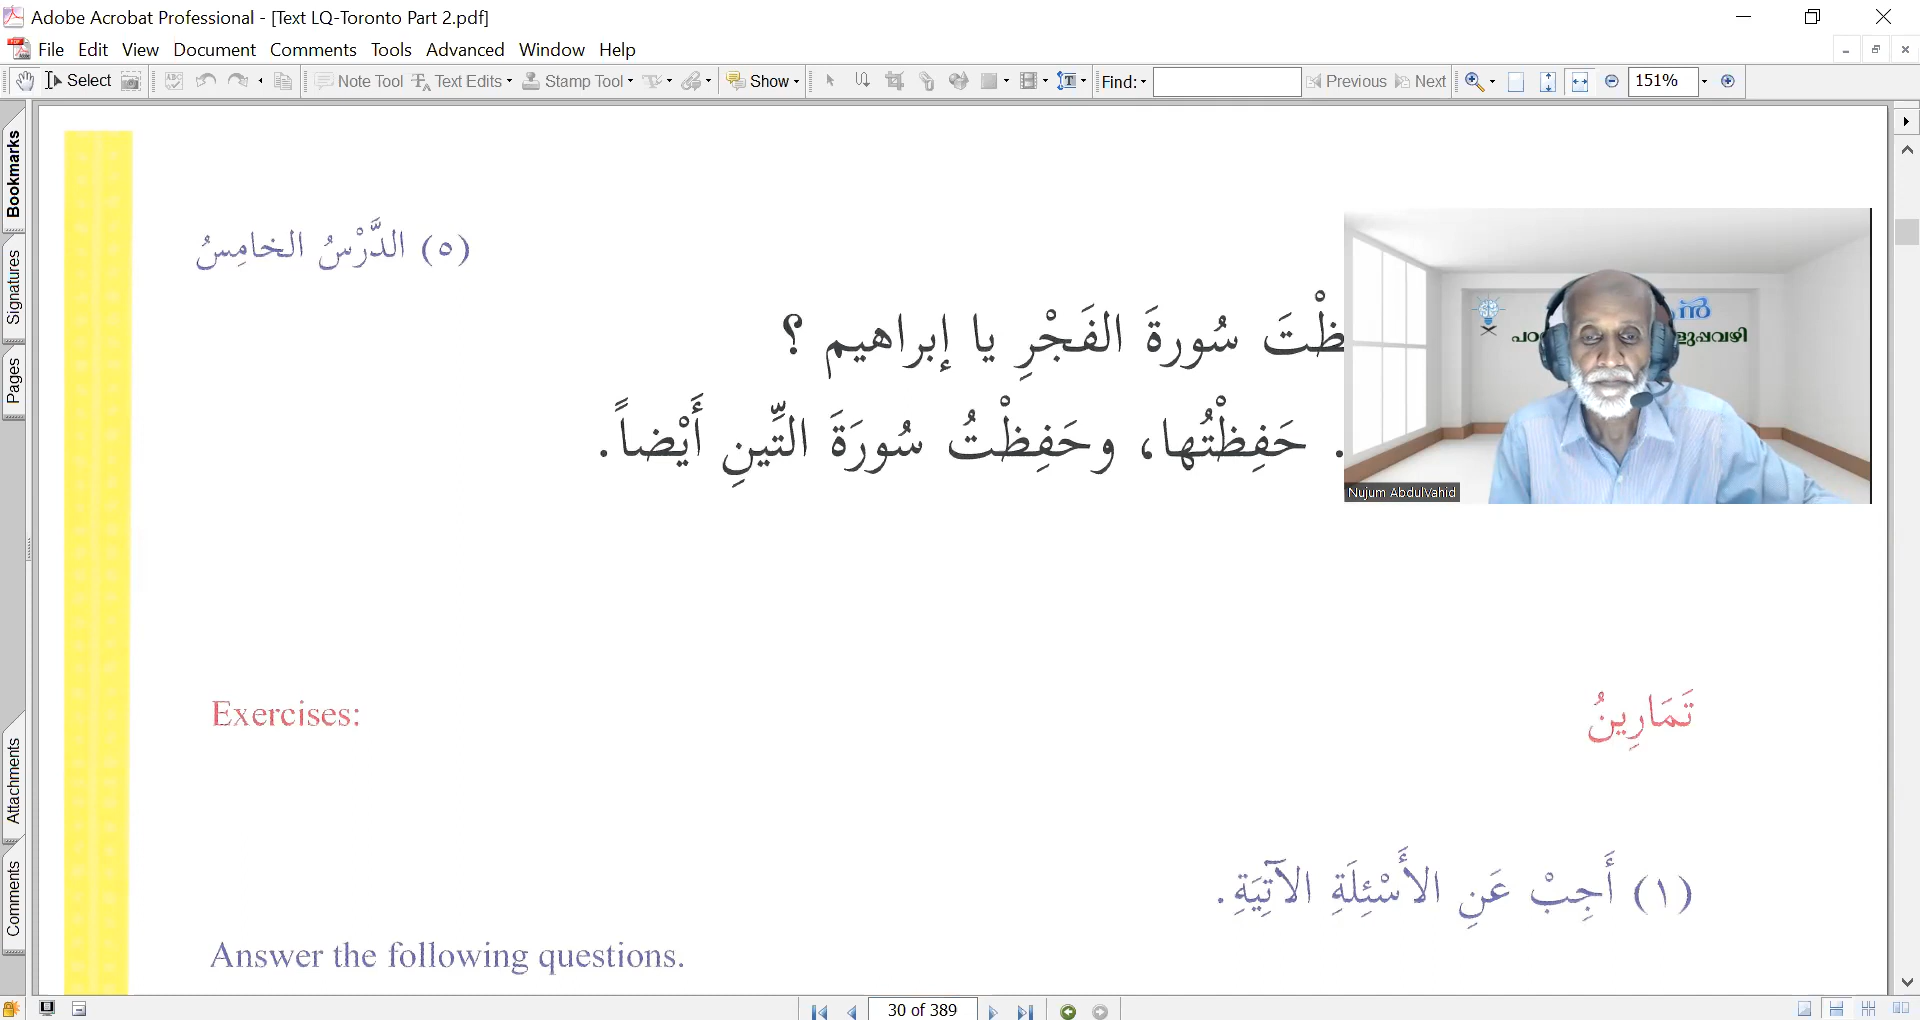 Adobe Acrobat Professional - [Text LQ-Toronto Part 2.pdf]
File Edit View Document Comments Tools Advanced Window Help
Select Note Tool Text Edits Stamp Tool Show Find: Previous Next 151%
Bookmarks
Signatures
Pages
Attachments
Comments
(٥) الدَّرْسُ الخامِسُ
سُورةَ الفَجْرِ يا إبراهيم ؟
. حَفِظْتُها، وحَفِظْتُ سُورَةَ التِّينِ أَيْضاً.
Nujum AbdulVahid
Exercises:
تَمَارِينُ
(١) أَجِبْ عَنِ الأَسْئِلَةِ الآتِيَةِ.
Answer the following questions.
30 of 389